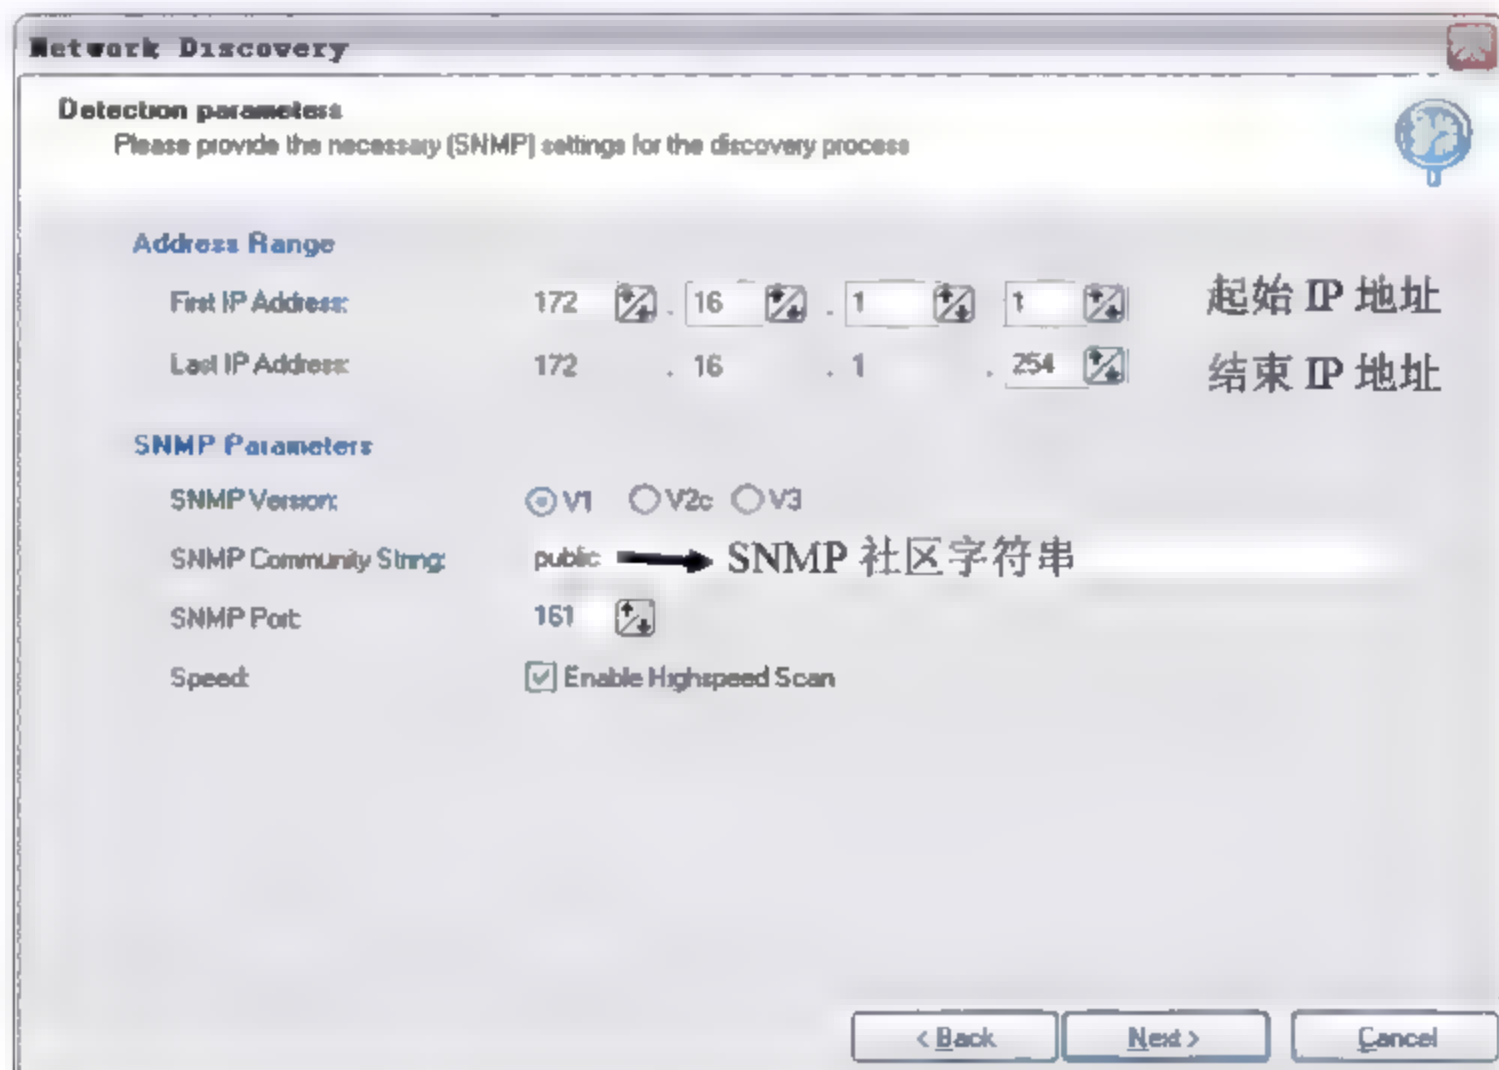 Network Discovery
Detection parameters
Please provide the necessary (SNMP) settings for the discovery process
Address Range
First IP Address: 172 . 16 . 1 . 1 起始 IP 地址
Last IP Address: 172 . 16 . 1 . 254 结束 IP 地址
SNMP Parameters
SNMP Version: V1 V2c V3
SNMP Community String: public SNMP 社区字符串
SNMP Port: 161
Speed: Enable Highspeed Scan
< Back Next > Cancel